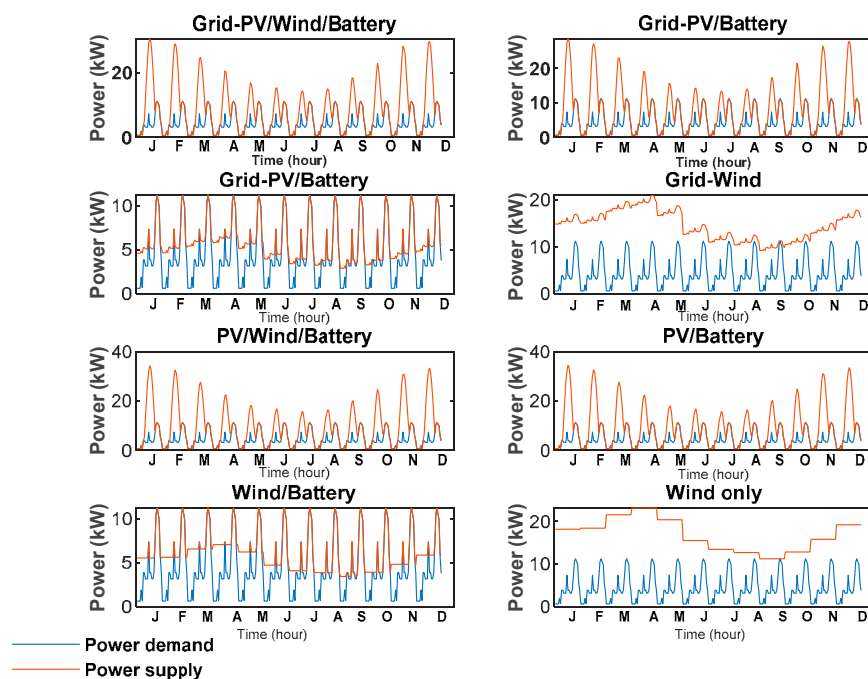 Grid-PV/Wind/Battery
Power (kW)
20
0
J F M A M J J A S O N D
Time (hour)
Grid-PV/Battery
Power (kW)
20
10
0
J F M A M J J A S O N D
Time (hour)
Grid-PV/Battery
Power (kW)
10
5
0
J F M A M J J A S O N D
Time (hour)
Grid-Wind
Power (kW)
20
10
0
J F M A M J J A S O N D
Time (hour)
PV/Wind/Battery
Power (kW)
40
20
0
J F M A M J J A S O N D
PV/Battery
Power (kW)
40
20
0
J F M A M J J A S O N D
Wind/Battery
Power (kW)
10
5
0
J F M A M J J A S O N D
Time (hour)
Wind only
Power (kW)
20
10
0
J F M A M J J A S O N D
Time (hour)
Power demand
Power supply